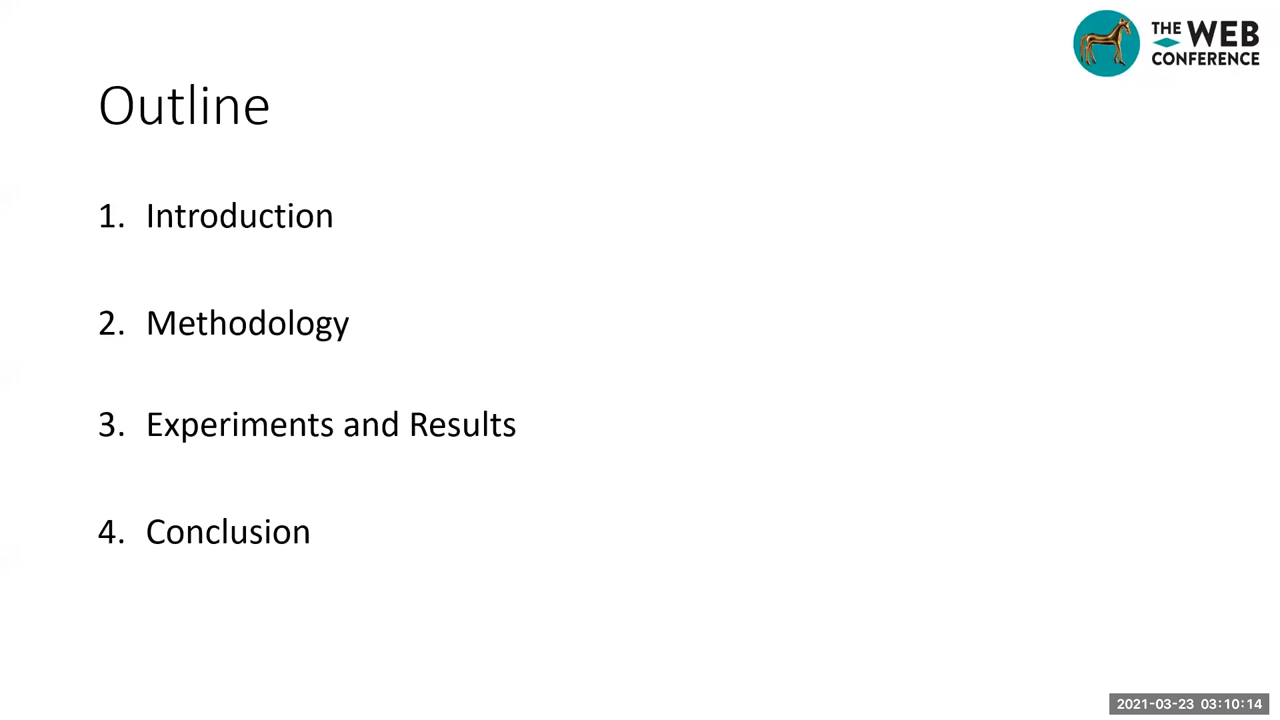 THE WEB
CONFERENCE
Outline
1. Introduction
2. Methodology
3. Experiments and Results
4. Conclusion
2021-03-23 03:10:14